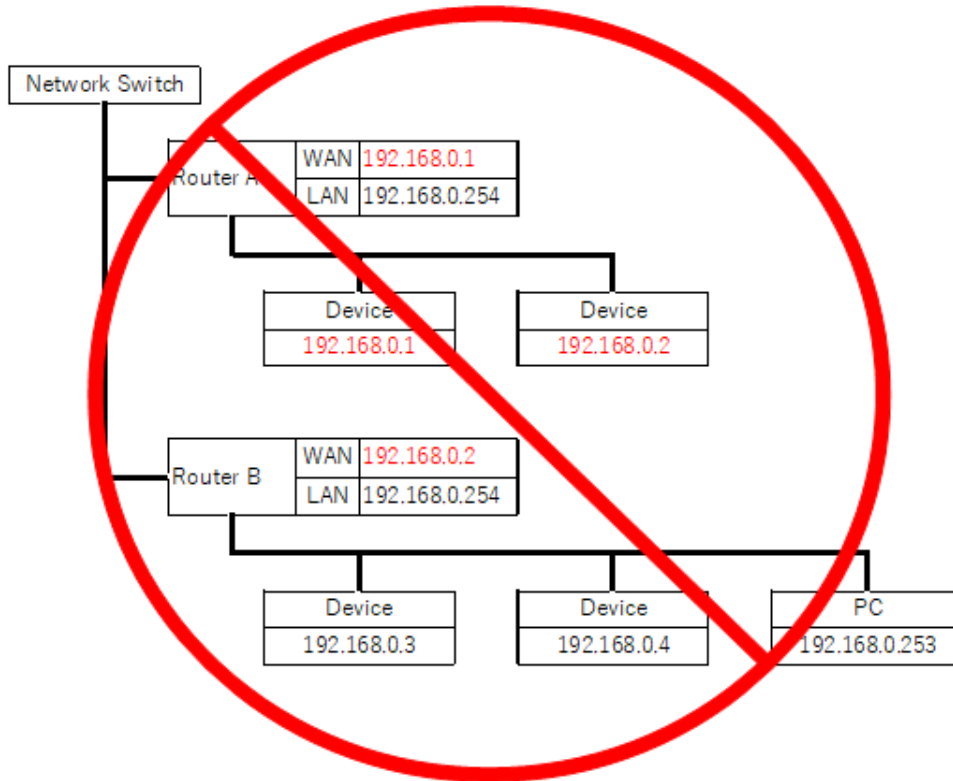 Network Switch
Router A
WAN 192.168.0.1
LAN 192.168.0.254
Device
192.168.0.1
Device
192.168.0.2
Router B
WAN 192.168.0.2
LAN 192.168.0.254
Device
192.168.0.3
Device
192.168.0.4
PC
192.168.0.253